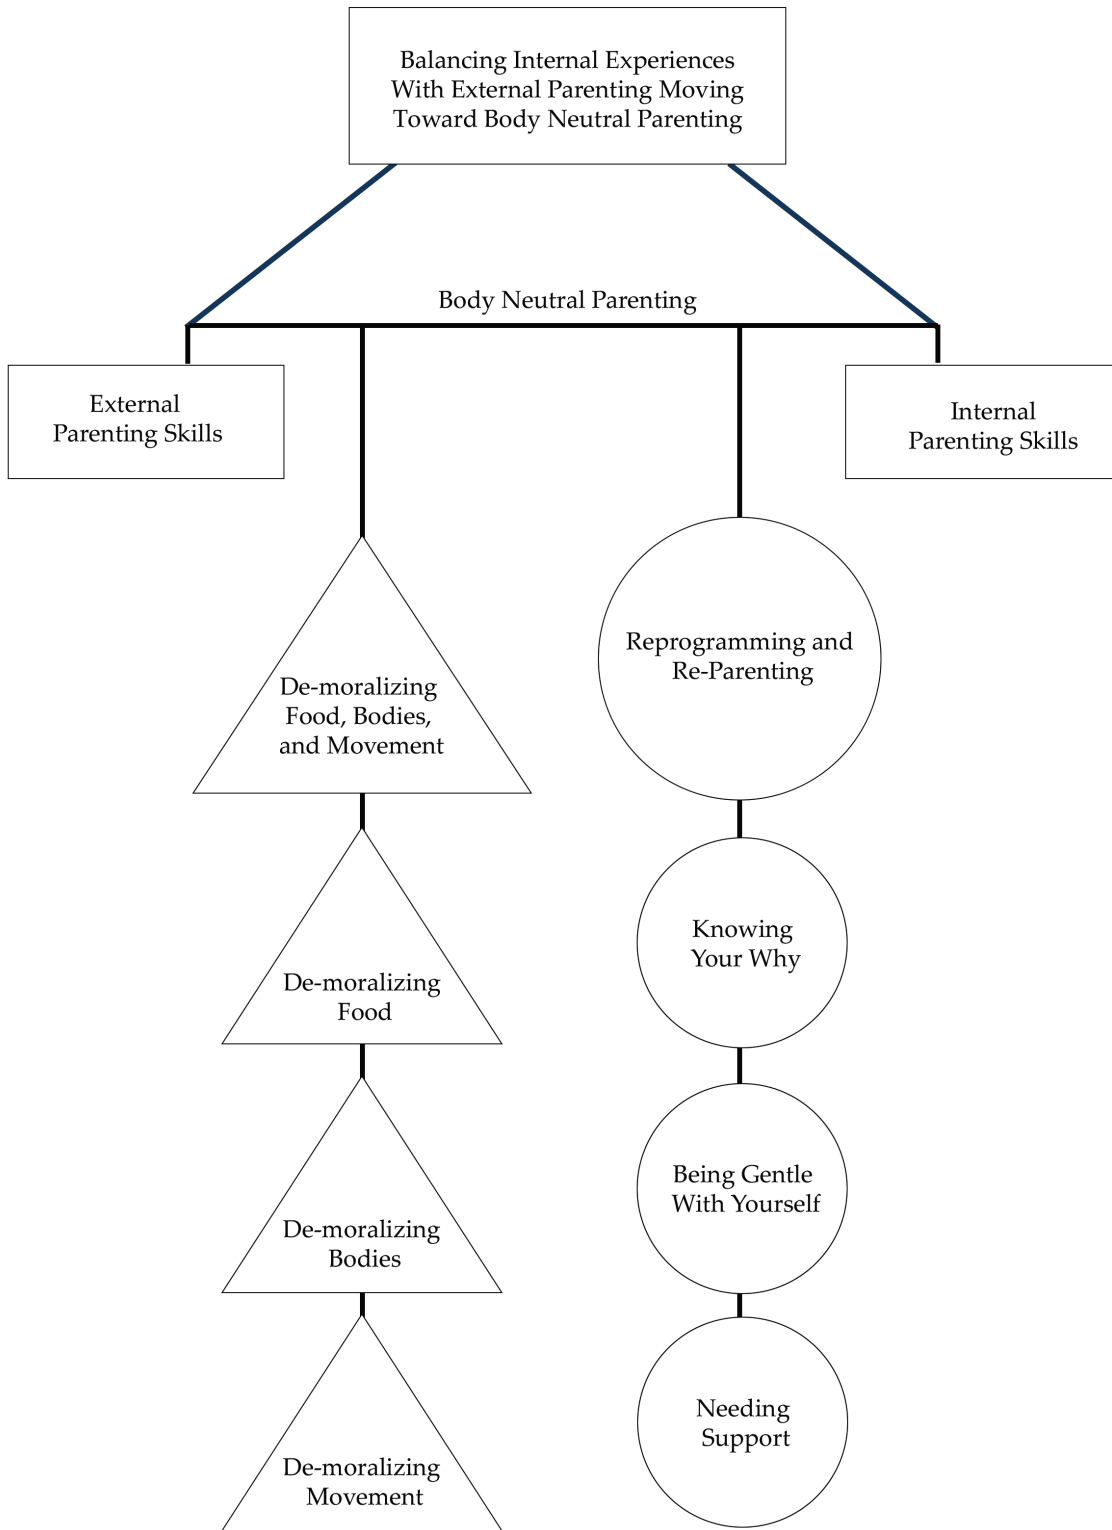 Balancing Internal Experiences
With External Parenting Moving
Toward Body Neutral Parenting
Body Neutral Parenting
External
Parenting Skills
Internal
Parenting Skills
De-moralizing
Food, Bodies,
and Movement
Reprogramming and
Re-Parenting
De-moralizing
Food
Knowing
Your Why
De-moralizing
Bodies
Being Gentle
With Yourself
De-moralizing
Movement
Needing
Support